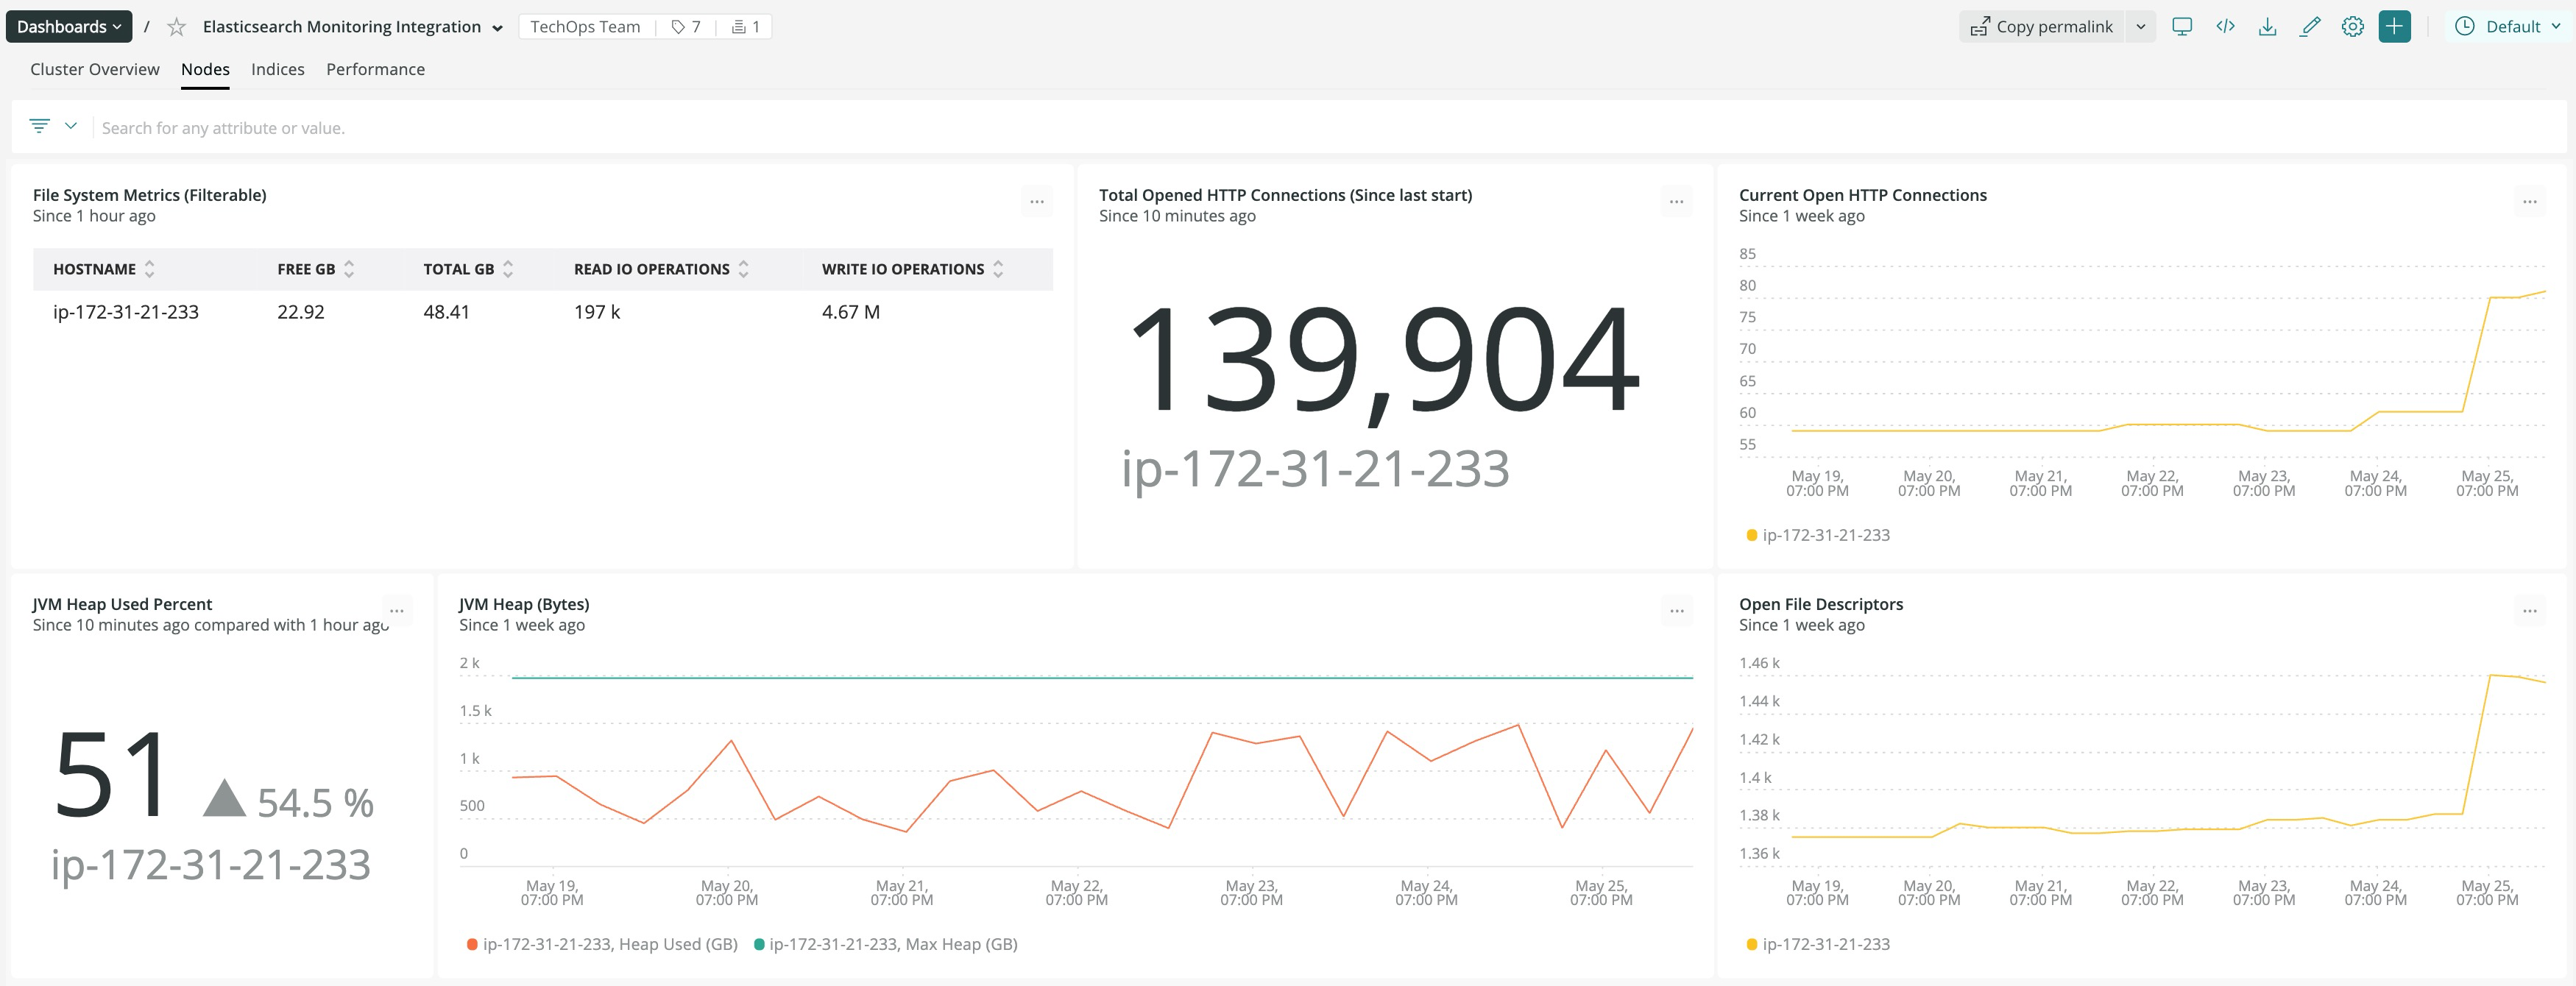 Dashboards / Elasticsearch Monitoring Integration TechOps Team 7 1 Copy permalink Default
Cluster Overview Nodes Indices Performance
Search for any attribute or value.
File System Metrics (Filterable)
Since 1 hour ago
HOSTNAME FREE GB TOTAL GB READ IO OPERATIONS WRITE IO OPERATIONS
ip-172-31-21-233 22.92 48.41 197 k 4.67 M
Total Opened HTTP Connections (Since last start)
Since 10 minutes ago
139,904
ip-172-31-21-233
Current Open HTTP Connections
Since 1 week ago
85
80
75
70
65
60
55
May 19, May 20, May 21, May 22, May 23, May 24, May 25,
07:00 PM 07:00 PM 07:00 PM 07:00 PM 07:00 PM 07:00 PM 07:00 PM
ip-172-31-21-233
JVM Heap Used Percent
Since 10 minutes ago compared with 1 hour ago
51 54.5 %
ip-172-31-21-233
JVM Heap (Bytes)
Since 1 week ago
2 k
1.5 k
1 k
500
0
May 19, May 20, May 21, May 22, May 23, May 24, May 25,
07:00 PM 07:00 PM 07:00 PM 07:00 PM 07:00 PM 07:00 PM 07:00 PM
ip-172-31-21-233, Heap Used (GB) ip-172-31-21-233, Max Heap (GB)
Open File Descriptors
Since 1 week ago
1.46 k
1.44 k
1.42 k
1.4 k
1.38 k
1.36 k
May 19, May 20, May 21, May 22, May 23, May 24, May 25,
07:00 PM 07:00 PM 07:00 PM 07:00 PM 07:00 PM 07:00 PM 07:00 PM
ip-172-31-21-233